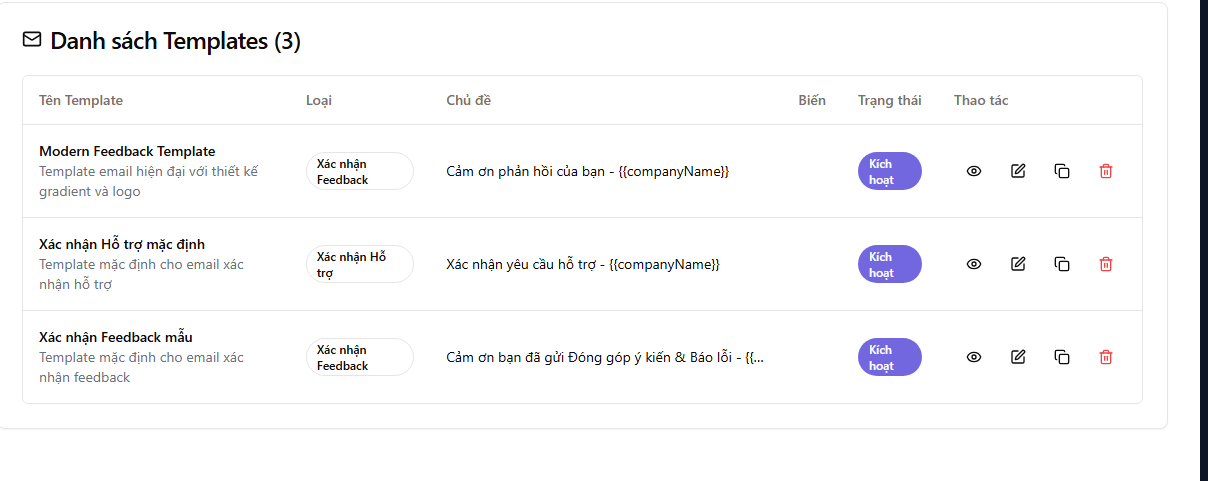 Danh sách Templates (3)
Tên Template Loại Chủ đề Biến Trạng thái Thao tác
Modern Feedback Template
Template email hiện đại với thiết kế
gradient và logo
Xác nhận
Feedback
Cảm ơn phản hồi của bạn - {{companyName}}
Kích
hoạt
Xác nhận Hỗ trợ mặc định
Template mặc định cho email xác
nhận hỗ trợ
Xác nhận Hỗ
trợ
Xác nhận yêu cầu hỗ trợ - {{companyName}}
Kích
hoạt
Xác nhận Feedback mẫu
Template mặc định cho email xác
nhận feedback
Xác nhận
Feedback
Cảm ơn bạn đã gửi Đóng góp ý kiến & Báo lỗi - {{...
Kích
hoạt